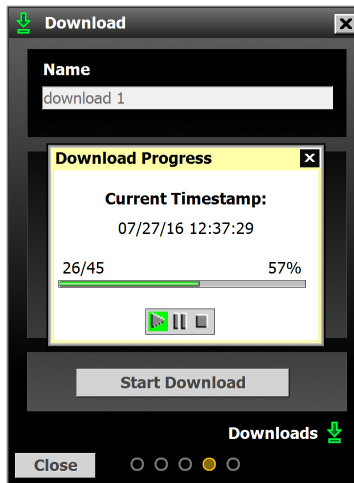 Download
Name
download 1
Download Progress
Current Timestamp:
07/27/16 12:37:29
26/45 57%
Start Download
Downloads
Close